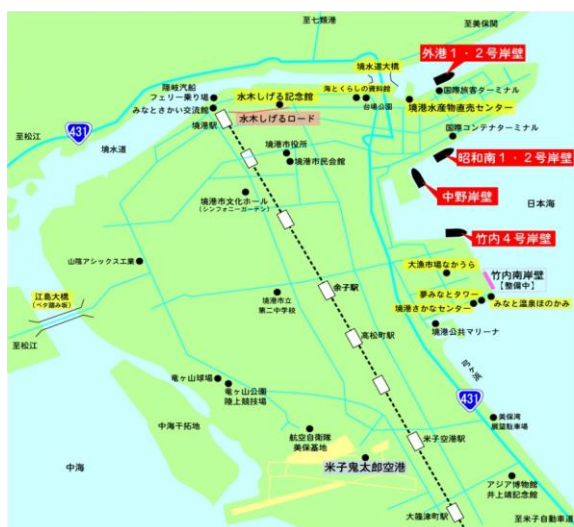 至七類港
至美保関
外港1・2号岸壁
境水道大橋
隠岐汽船
フェリー乗り場
みなとさかい交流館
境港駅
水木しげる記念館
水木しげるロード
海とくらしの資料館
台場公園
国際旅客ターミナル
境港水産物直売センター
国際コンテナターミナル
至松江
431
境水道
境港市役所
境港市民会館
昭和南1・2号岸壁
中野岸壁
日本海
境港市文化ホール
(シンフォニーガーデン)
竹内4号岸壁
山陰アシックス工業
大漁市場なかうら
竹内南岸壁
【整備中】
夢みなとタワー
境港さかなセンター
みなと温泉ほのかみ
江島大橋
(ベタ踏み坂)
余子駅
境港市立
第二中学校
境港公共マリーナ
至松江
高松町駅
弓ヶ浜
竜ヶ山球場
竜ヶ山公園
陸上競技場
431
美保湾
展望駐車場
中海干拓地
航空自衛隊
美保基地
米子空港駅
中海
米子鬼太郎空港
アジア博物館
井上靖記念館
大篠津町駅
至米子自動車道